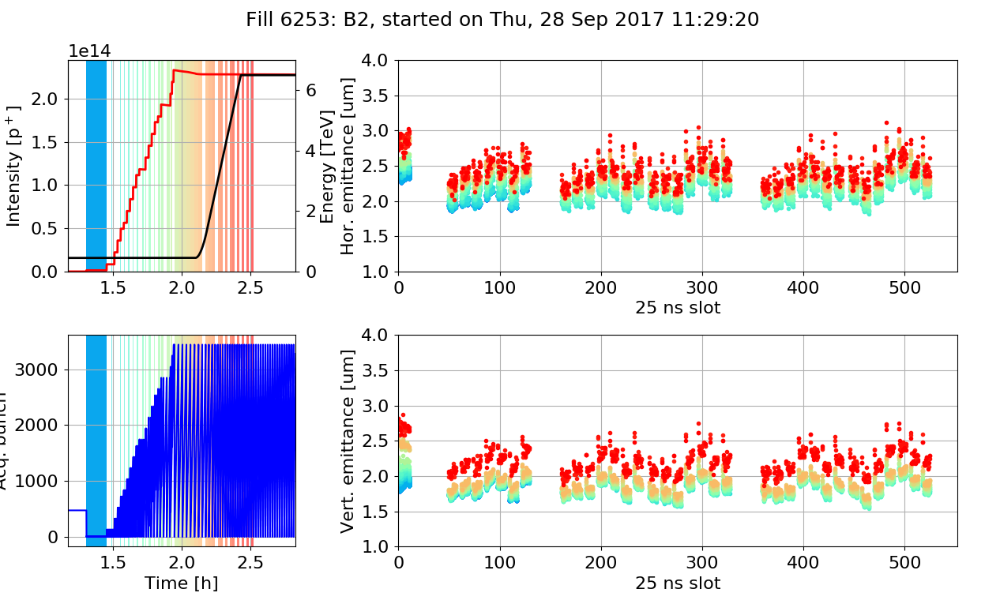 Fill 6253: B2, started on Thu, 28 Sep 2017 11:29:20
1e14
Intensity [p+]
0.0 0.5 1.0 1.5 2.0
1.5 2.0 2.5
0 2 4 6
Energy [TeV]
Hor. emittance [um]
1.0 1.5 2.0 2.5 3.0 3.5 4.0
0 100 200 300 400 500
25 ns slot
Acq. bunch
0 1000 2000 3000
1.5 2.0 2.5
Time [h]
Vert. emittance [um]
1.0 1.5 2.0 2.5 3.0 3.5 4.0
0 100 200 300 400 500
25 ns slot